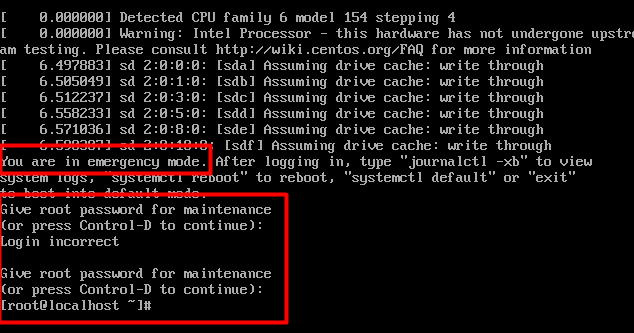 [    0.000000] Detected CPU family 6 model 154 stepping 4
[    0.000000] Warning: Intel Processor - this hardware has not undergone upstre
am testing. Please consult http://wiki.centos.org/FAQ for more information
[    6.497883] sd 2:0:0:0: [sda] Assuming drive cache: write through
[    6.505049] sd 2:0:1:0: [sdb] Assuming drive cache: write through
[    6.512237] sd 2:0:3:0: [sdc] Assuming drive cache: write through
[    6.558233] sd 2:0:5:0: [sdd] Assuming drive cache: write through
[    6.571036] sd 2:0:8:0: [sde] Assuming drive cache: write through
[sdf] Assuming drive cache: write through
You are in emergency mode. After logging in, type "journalctl -xb" to view
system logs, "systemctl reboot" to reboot, "systemctl default" or "exit"
to boot into default mode.
Give root password for maintenance
(or press Control-D to continue):
Login incorrect
Give root password for maintenance
(or press Control-D to continue):
[root@localhost ~]#